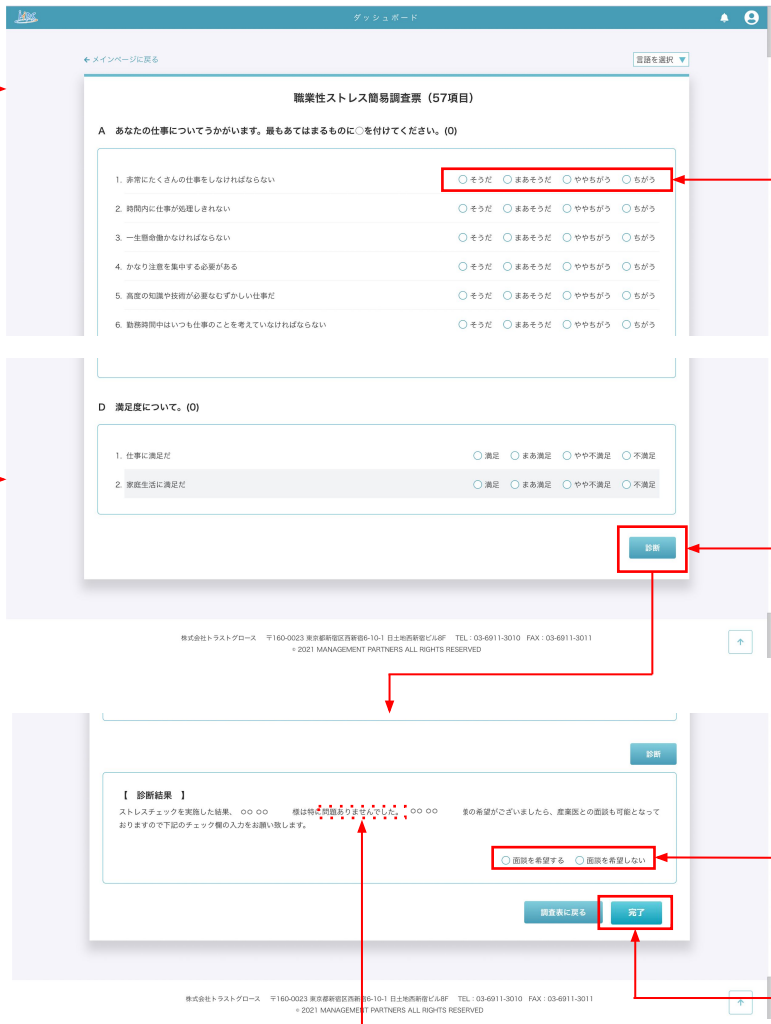 ダッシュボード
← メインページに戻る
言語を選択 ▼
職業性ストレス簡易調査票（57項目）
A あなたの仕事についてうかがいます。最もあてはまるものに○を付けてください。(0)
1. 非常にたくさんの仕事をしなければならない そうだ まあそうだ ややちがう ちがう
2. 時間内に仕事が処理しきれない そうだ まあそうだ ややちがう ちがう
3. 一生懸命働かなければならない そうだ まあそうだ ややちがう ちがう
4. かなり注意を集中する必要がある そうだ まあそうだ ややちがう ちがう
5. 高度の知識や技術が必要なむずかしい仕事だ そうだ まあそうだ ややちがう ちがう
6. 勤務時間中はいつも仕事のことを考えていなければならない そうだ まあそうだ ややちがう ちがう
D 満足度について。(0)
1. 仕事に満足だ 満足 まあ満足 やや不満足 不満足
2. 家庭生活に満足だ 満足 まあ満足 やや不満足 不満足
診断
株式会社トラストグロース 〒160-0023 東京都新宿区西新宿6-10-1 日土地西新宿ビル8F TEL：03-6911-3010 FAX：03-6911-3011
© 2021 MANAGEMENT PARTNERS ALL RIGHTS RESERVED
診断
【 診断結果 】
ストレスチェックを実施した結果、 ○○ ○○ 様は特に問題ありませんでした。 ○○ ○○ 様の希望がございましたら、産業医との面談も可能となって
おりますので下記のチェック欄の入力をお願い致します。
面談を希望する 面談を希望しない
調査表に戻る 完了
株式会社トラストグロース 〒160-0023 東京都新宿区西新宿6-10-1 日土地西新宿ビル8F TEL：03-6911-3010 FAX：03-6911-3011
© 2021 MANAGEMENT PARTNERS ALL RIGHTS RESERVED